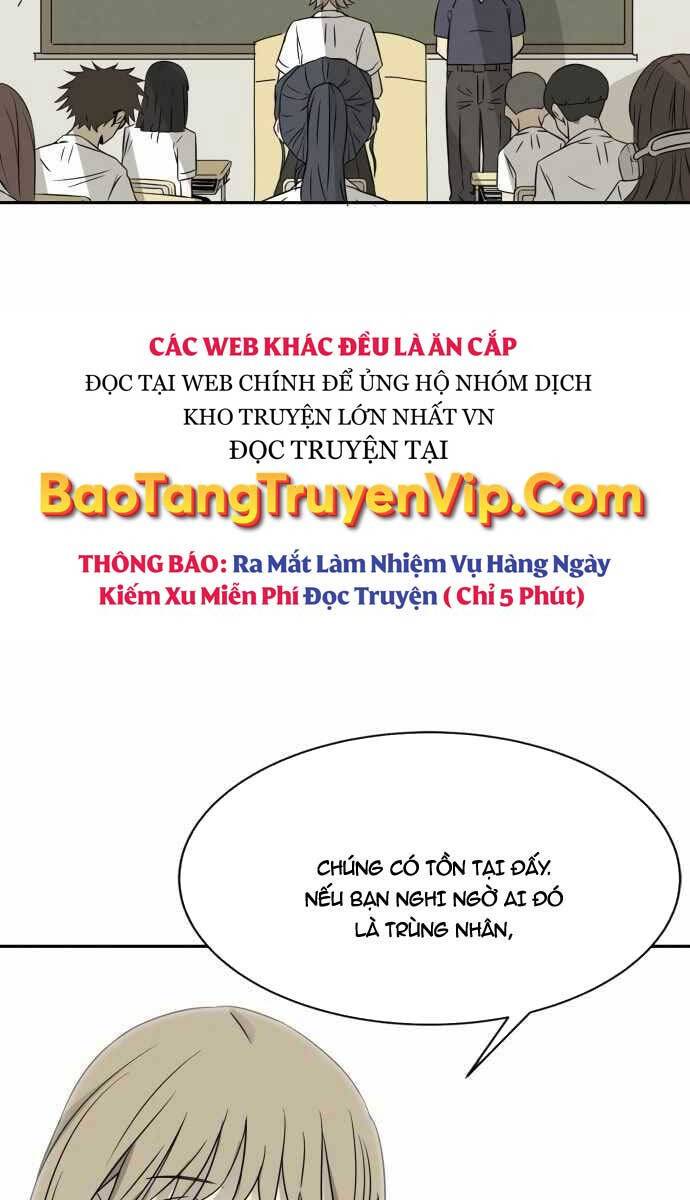 CÁC WEB KHÁC ĐỀU LÀ ĂN CẮP
ĐỌC TẠI WEB CHÍNH ĐỂ ỦNG HỘ NHÓM DỊCH
KHO TRUYỆN LỚN NHẤT VN
ĐỌC TRUYỆN TẠI
BaoTangTruyenVip.Com
THÔNG BÁO: Ra Mắt Làm Nhiệm Vụ Hàng Ngày
Kiếm Xu Miễn Phí Đọc Truyện ( Chỉ 5 Phút)
CHÚNG CÓ TỒN TẠI ĐẤY.
NẾU BẠN NGHI NGỜ AI ĐÓ
LÀ TRÙNG NHÂN,